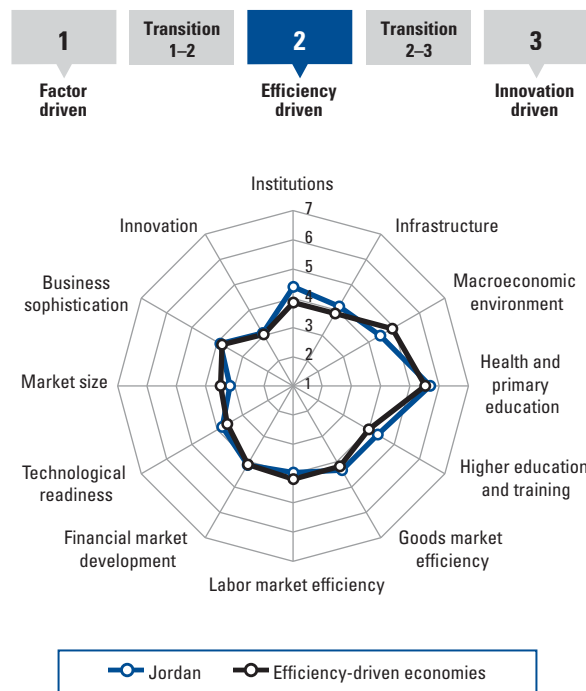 1
Transition
1–2
2
Transition
2–3
3
Factor
driven
Efficiency
driven
Innovation
driven
Institutions
Infrastructure
Macroeconomic
environment
Health and
primary
education
Higher education
and training
Goods market
efficiency
Labor market efficiency
Financial market
development
Technological
readiness
Market size
Business
sophistication
Innovation
7
6
5
4
3
2
1
Jordan
Efficiency-driven economies